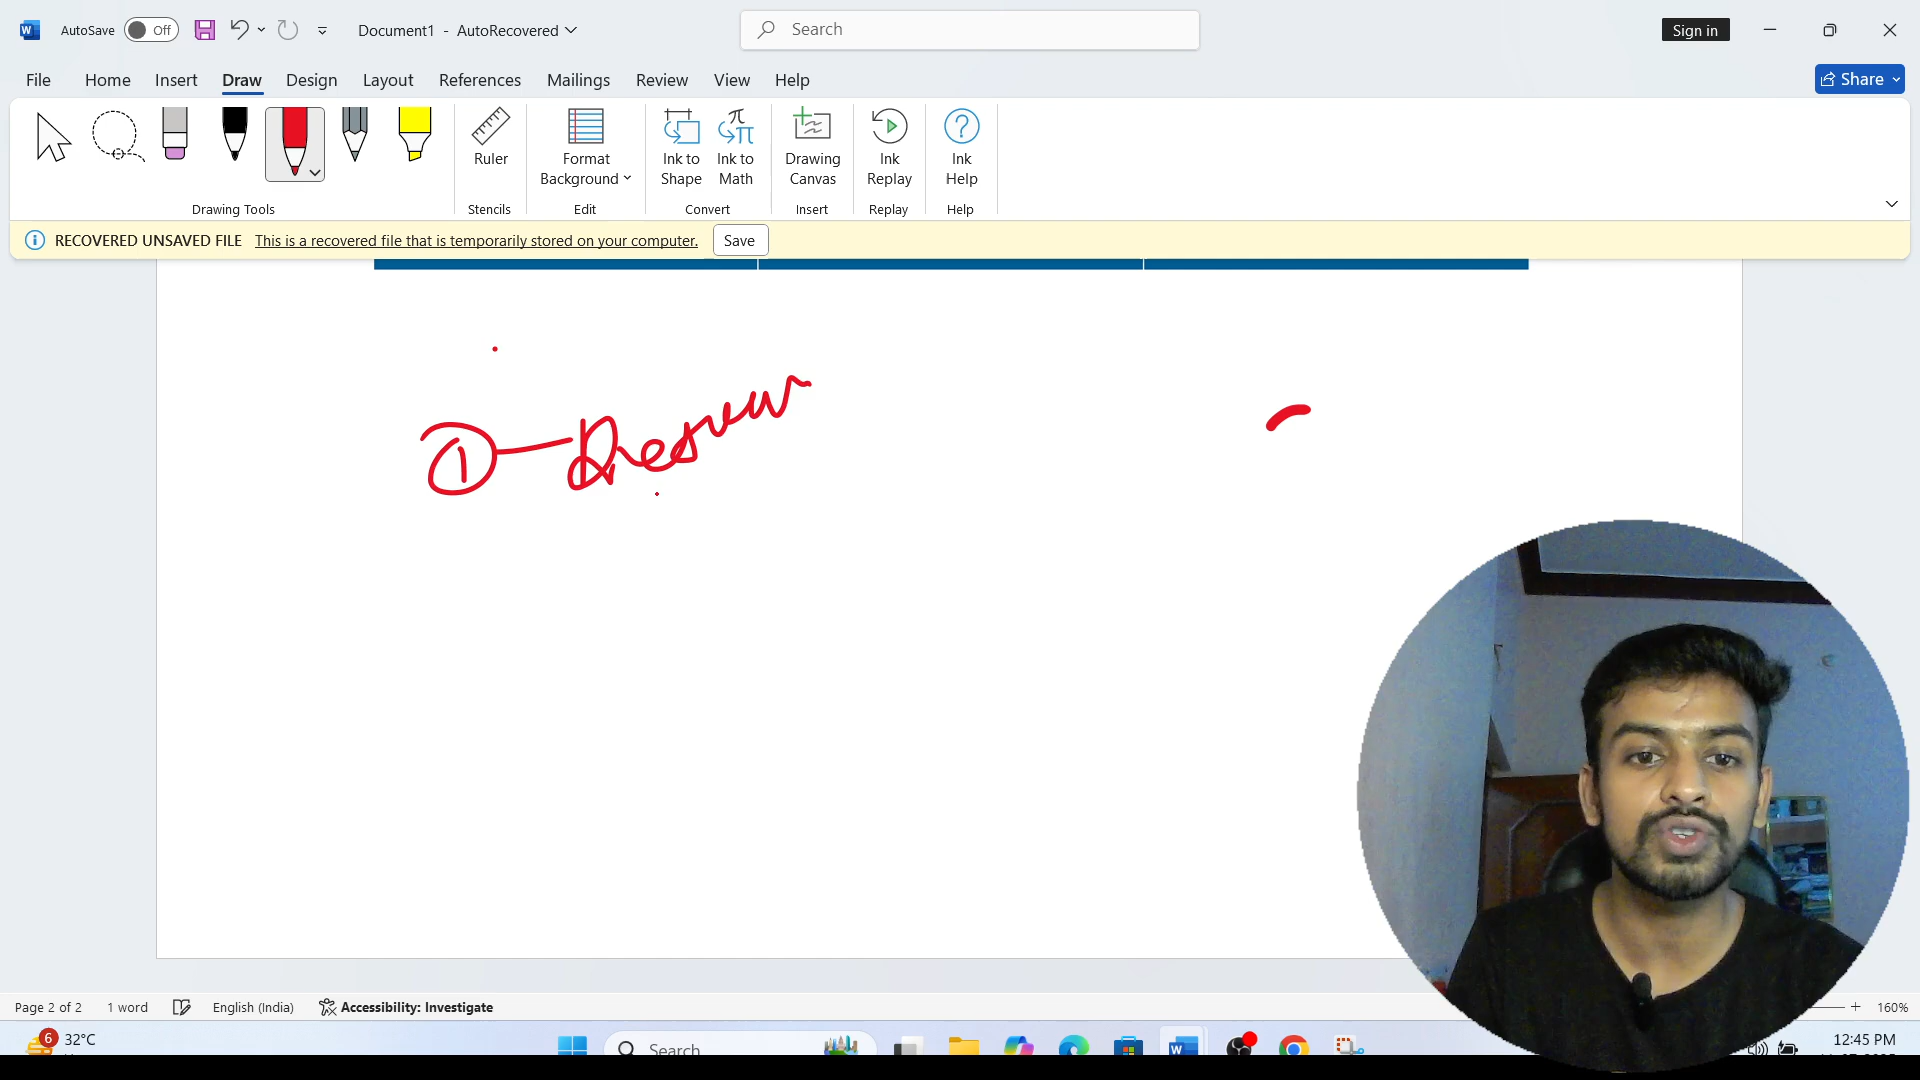 AutoSave Off Document1 - AutoRecovered Search Sign in
File Home Insert Draw Design Layout References Mailings Review View Help Share
Ruler Format Background Ink to Shape Ink to Math Drawing Canvas Ink Replay Ink Help
Drawing Tools Stencils Edit Convert Insert Replay Help
RECOVERED UNSAVED FILE This is a recovered file that is temporarily stored on your computer. Save
①
Page 2 of 2 1 word English (India) Accessibility: Investigate 160%
6 32°C Search 12:45 PM